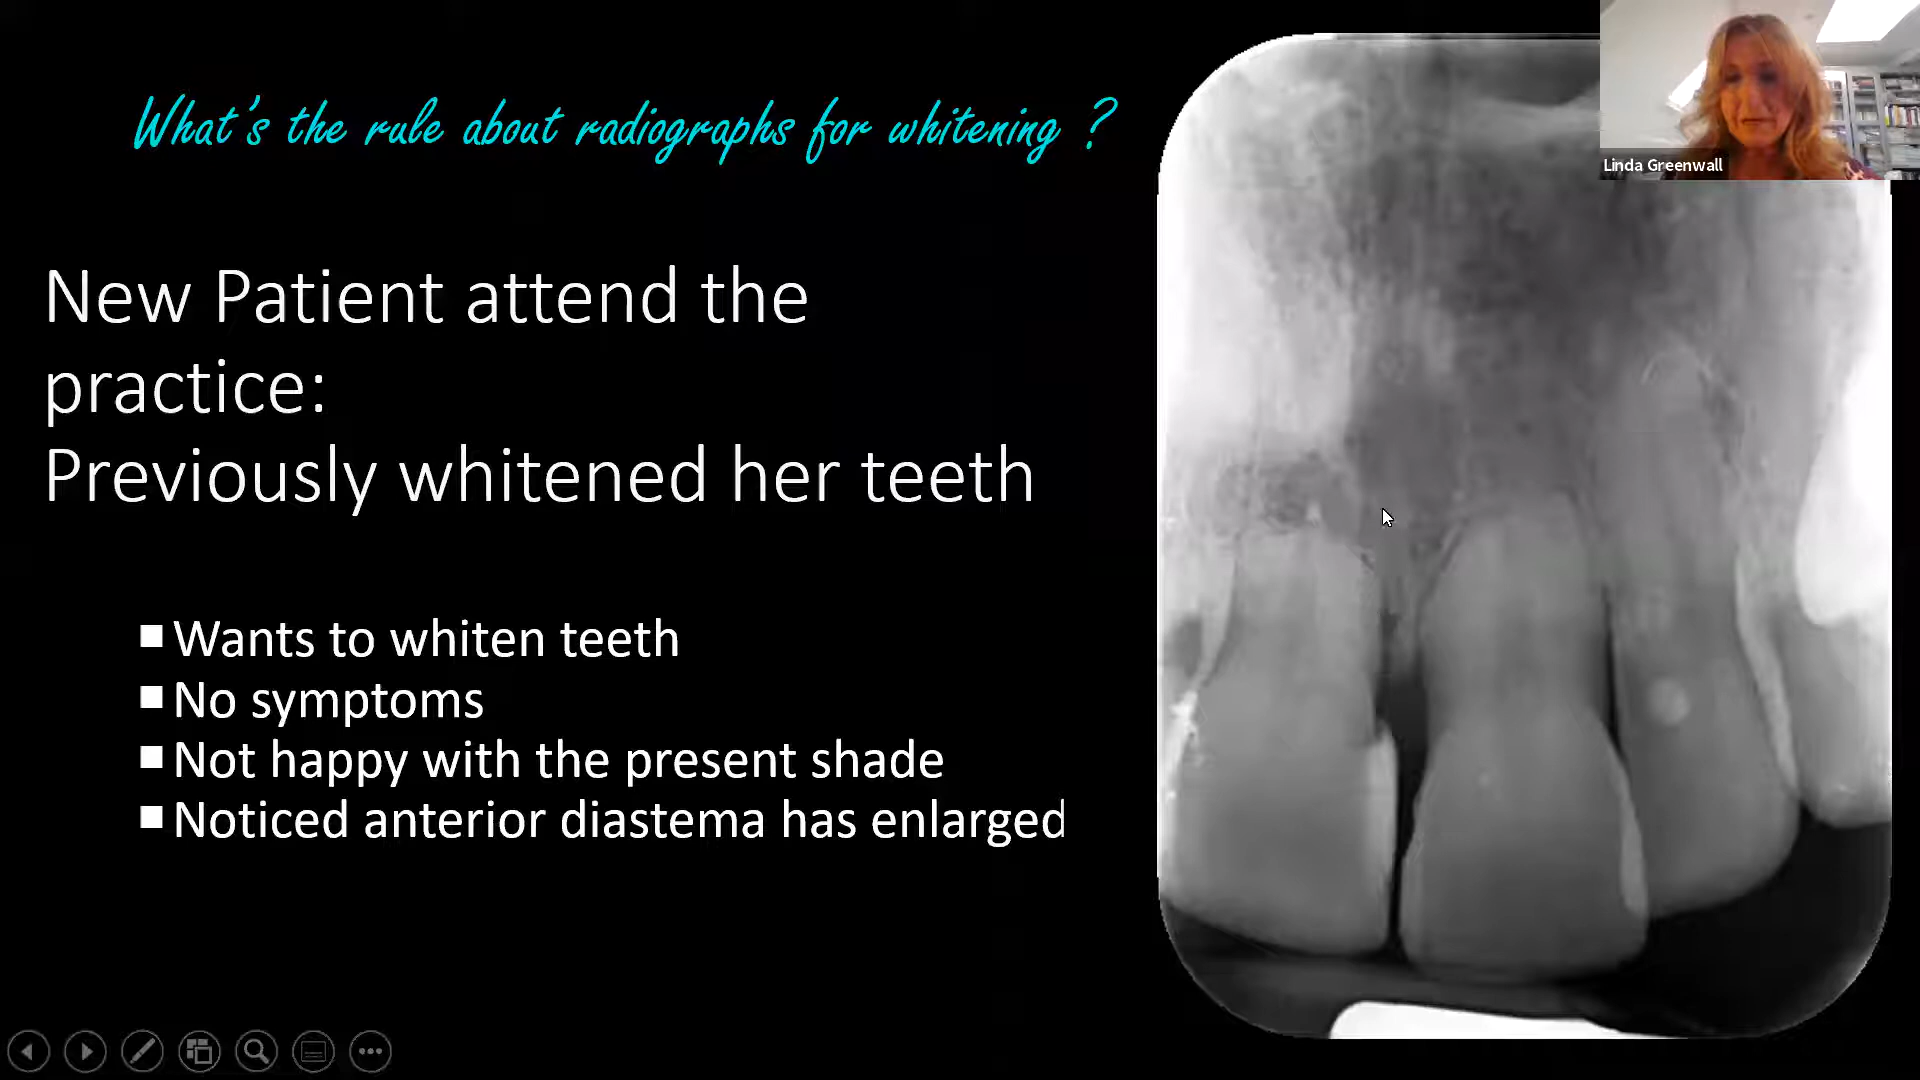 What's the rule about radiographs for whitening ?
Linda Greenwall
New Patient attend the
practice:
Previously whitened her teeth
Wants to whiten teeth
No symptoms
Not happy with the present shade
Noticed anterior diastema has enlarged